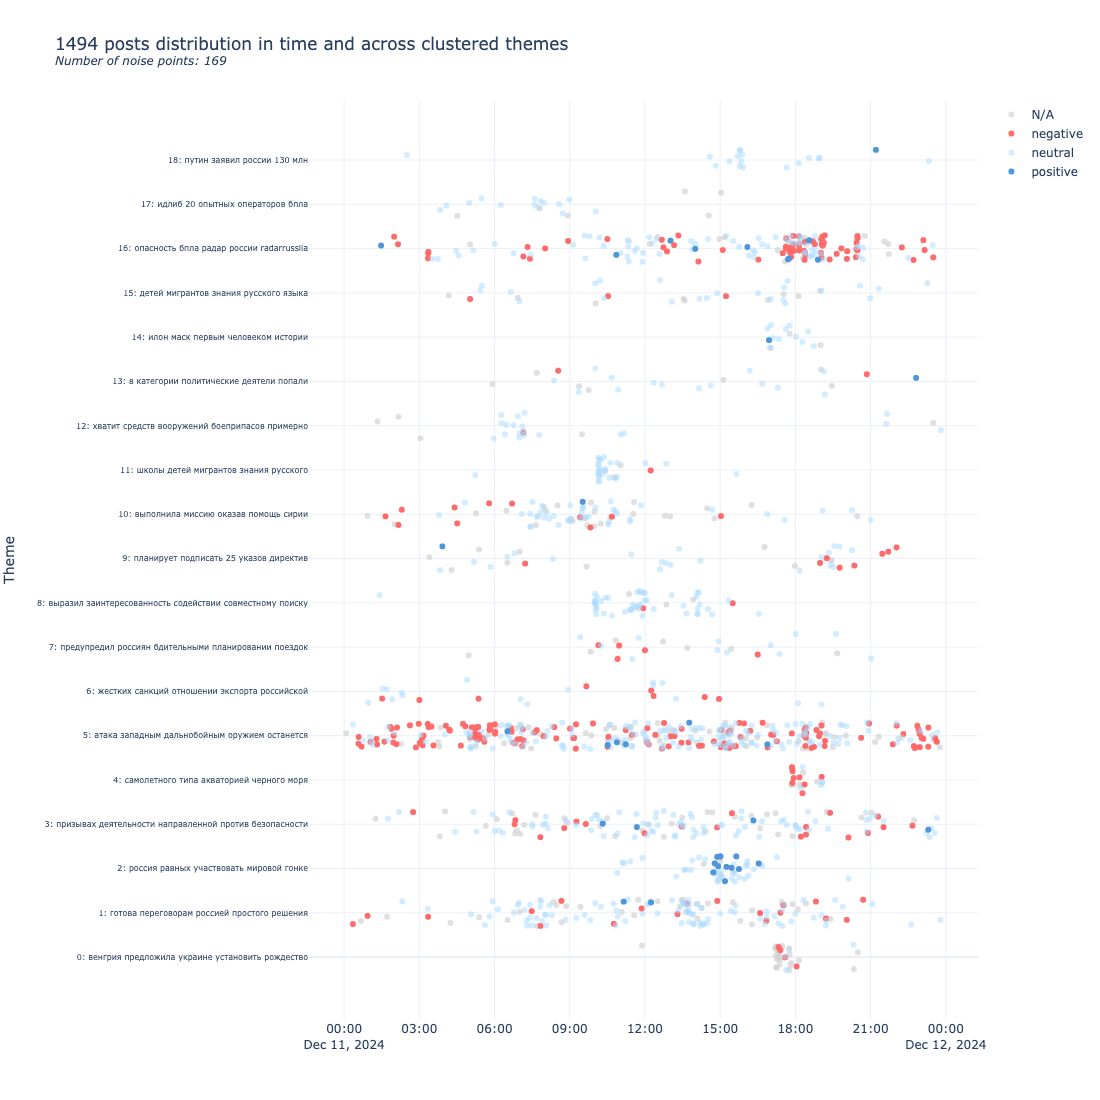 1494 posts distribution in time and across clustered themes
Number of noise points: 169
N/A
negative
neutral
positive
Theme
18: путин заявил россии 130 млн
17: идлиб 20 опытных операторов бпла
16: опасность бпла радар россии radarrussiia
15: детей мигрантов знания русского языка
14: илон маск первым человеком истории
13: в категории политические деятели попали
12: хватит средств вооружений боеприпасов примерно
11: школы детей мигрантов знания русского
10: выполнила миссию оказав помощь сирии
9: планирует подписать 25 указов директив
8: выразил заинтересованность содействии совместному поиску
7: предупредил россиян бдительными планировании поездок
6: жестких санкций отношении экспорта российской
5: атака западным дальнобойным оружием останется
4: самолетного типа акваторией черного моря
3: призывах деятельности направленной против безопасности
2: россия равных участвовать мировой гонке
1: готова переговорам россией простого решения
0: венгрия предложила украине установить рождество
00:00 03:00 06:00 09:00 12:00 15:00 18:00 21:00 00:00
Dec 11, 2024 Dec 12, 2024